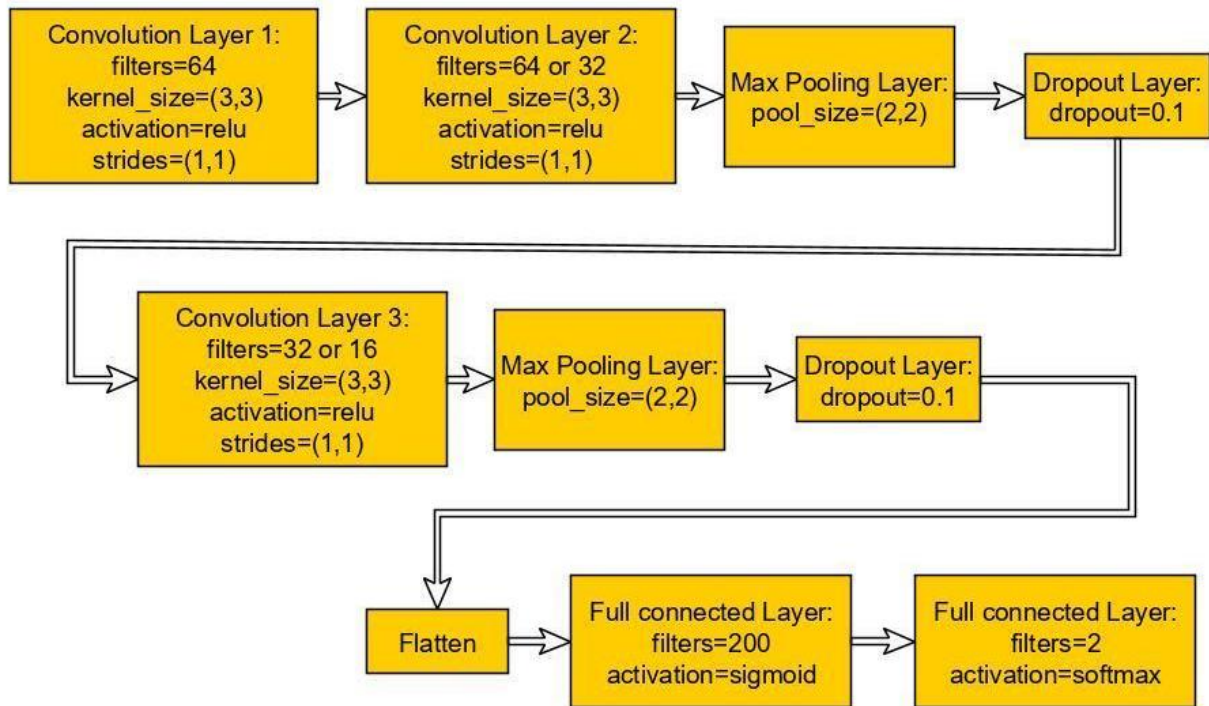 Convolution Layer 1:
filters=64
kernel_size=(3,3)
activation=relu
strides=(1,1)
Convolution Layer 2:
filters=64 or 32
kernel_size=(3,3)
activation=relu
strides=(1,1)
Max Pooling Layer:
pool_size=(2,2)
Dropout Layer:
dropout=0.1
Convolution Layer 3:
filters=32 or 16
kernel_size=(3,3)
activation=relu
strides=(1,1)
Max Pooling Layer:
pool_size=(2,2)
Dropout Layer:
dropout=0.1
Flatten
Full connected Layer:
filters=200
activation=sigmoid
Full connected Layer:
filters=2
activation=softmax